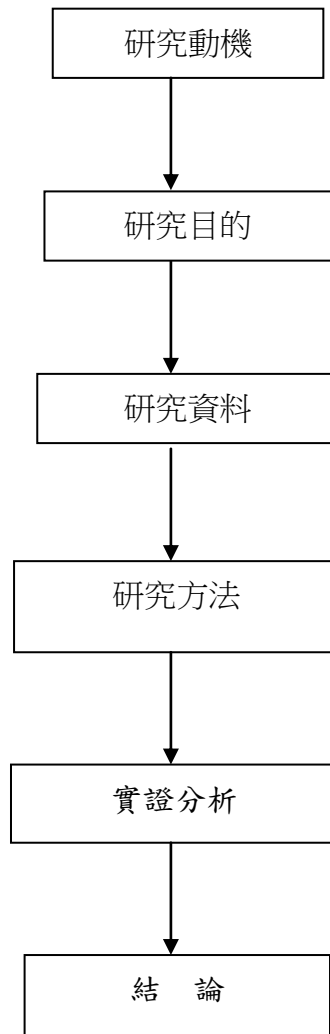 研究動機
研究目的
研究資料
研究方法
實證分析
結　論